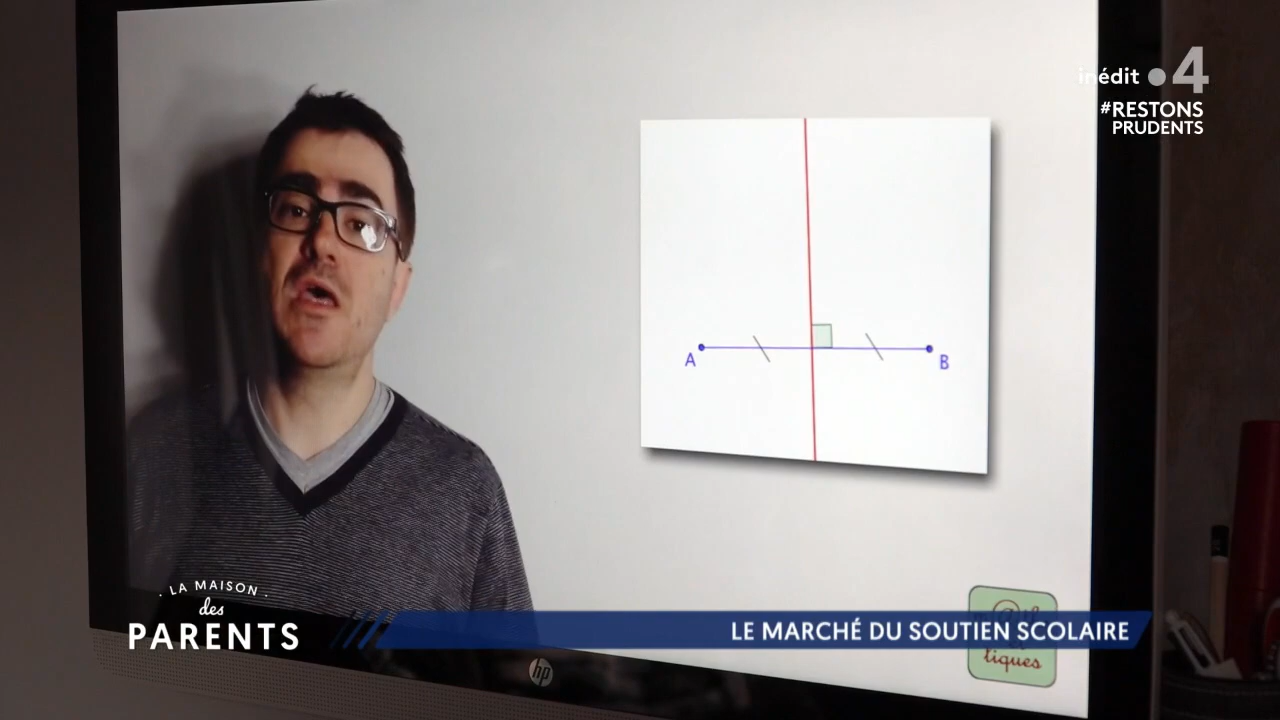 inédit 4
#RESTONS
PRUDENTS
A
B
· LA MAISON ·
des
PARENTS
LE MARCHÉ DU SOUTIEN SCOLAIRE
tiques
hp